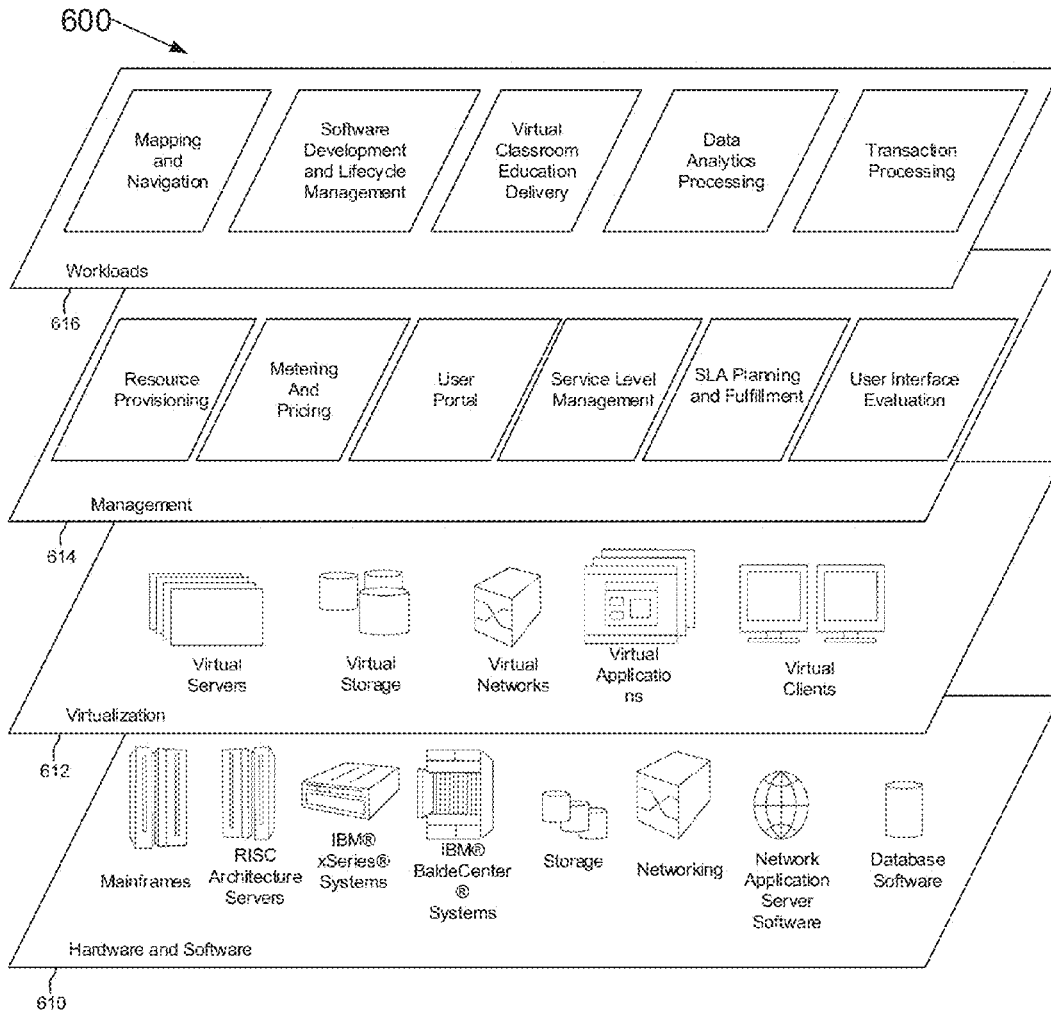 600
Mapping
and
Navigation
Software
Development
and Lifecycle
Management
Virtual
Classroom
Education
Delivery
Data
Analytics
Processing
Transaction
Processing
Workloads
616
Resource
Provisioning
Metering
And
Pricing
User
Portal
Service Level
Management
SLA Planning
and Fulfillment
User Interface
Evaluation
Management
614
Virtual
Servers
Virtual
Storage
Virtual
Networks
Virtual
Applicatio
ns
Virtual
Clients
Virtualization
612
Mainframes
RISC
Architecture
Servers
IBM®
xSeries®
Systems
IBM®
BaldeCenter
®
Systems
Storage
Networking
Network
Application
Server
Software
Database
Software
Hardware and Software
610